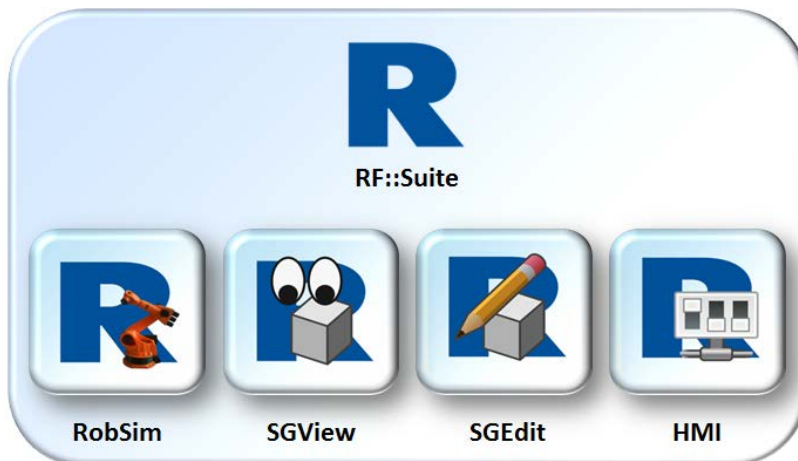 R
RF::Suite
R
R
R
R
RobSim
SGView
SGEdit
HMI